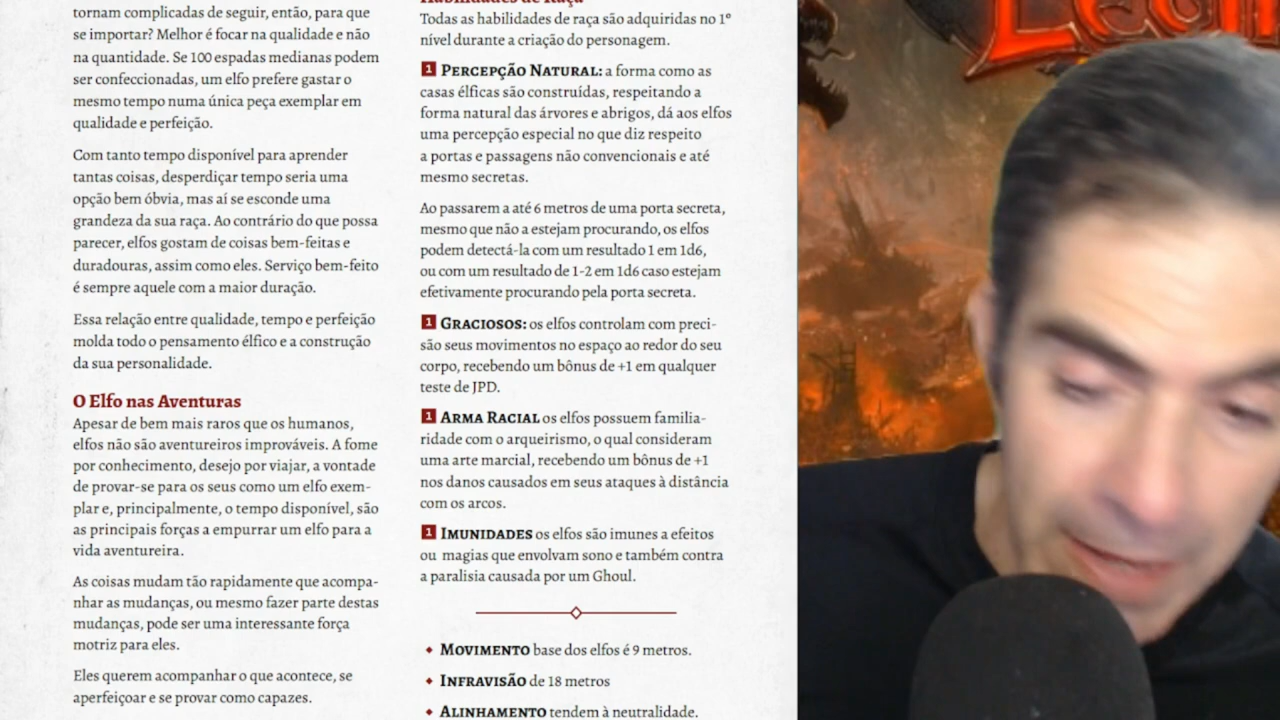 tornam complicadas de seguir, então, para que
se importar? Melhor é focar na qualidade e não
na quantidade. Se 100 espadas medianas podem
ser confeccionadas, um elfo prefere gastar o
mesmo tempo numa única peça exemplar em
qualidade e perfeição.
Com tanto tempo disponível para aprender
tantas coisas, desperdiçar tempo seria uma
opção bem óbvia, mas aí se esconde uma
grandeza da sua raça. Ao contrário do que possa
parecer, elfos gostam de coisas bem-feitas e
duradouras, assim como eles. Serviço bem-feito
é sempre aquele com a maior duração.
Essa relação entre qualidade, tempo e perfeição
molda todo o pensamento élfico e a construção
da sua personalidade.
O Elfo nas Aventuras
Apesar de bem mais raros que os humanos,
elfos não são aventureiros improváveis. A fome
por conhecimento, desejo por viajar, a vontade
de provar-se para os seus como um elfo exem-
plar e, principalmente, o tempo disponível, são
as principais forças a empurrar um elfo para a
vida aventureira.
As coisas mudam tão rapidamente que acompa-
nhar as mudanças, ou mesmo fazer parte destas
mudanças, pode ser uma interessante força
motriz para eles.
Eles querem acompanhar o que acontece, se
aperfeiçoar e se provar como capazes.
Habilidades de Raça
Todas as habilidades de raça são adquiridas no 1º
nível durante a criação do personagem.
1 PERCEPÇÃO NATURAL: a forma como as
casas élficas são construídas, respeitando a
forma natural das árvores e abrigos, dá aos elfos
uma percepção especial no que diz respeito
a portas e passagens não convencionais e até
mesmo secretas.
Ao passarem a até 6 metros de uma porta secreta,
mesmo que não a estejam procurando, os elfos
podem detectá-la com um resultado 1 em 1d6,
ou com um resultado de 1-2 em 1d6 caso estejam
efetivamente procurando pela porta secreta.
1 GRACIOSOS: os elfos controlam com preci-
são seus movimentos no espaço ao redor do seu
corpo, recebendo um bônus de +1 em qualquer
teste de JPD.
1 ARMA RACIAL os elfos possuem familia-
ridade com o arqueirismo, o qual consideram
uma arte marcial, recebendo um bônus de +1
nos danos causados em seus ataques à distância
com os arcos.
1 IMUNIDADES os elfos são imunes a efeitos
ou magias que envolvam sono e também contra
a paralisia causada por um Ghoul.
MOVIMENTO base dos elfos é 9 metros.
INFRAVISÃO de 18 metros
ALINHAMENTO tendem à neutralidade.